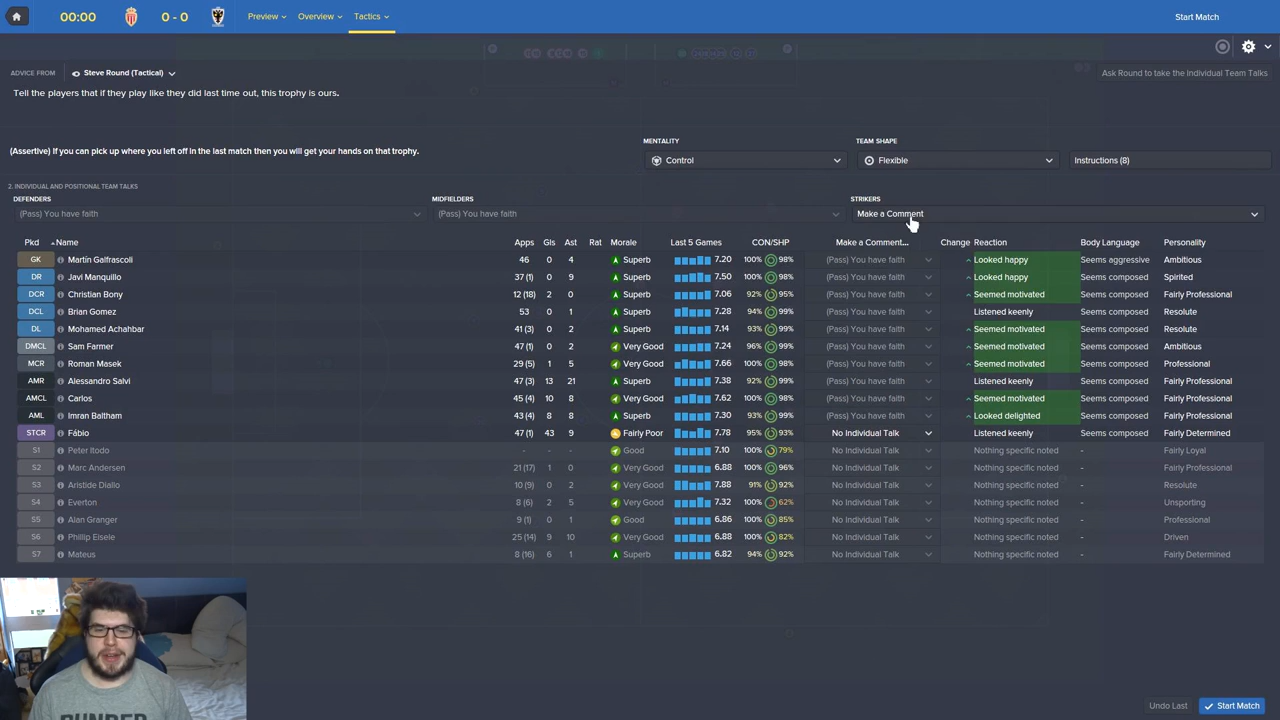 00:00 0 - 0 Preview Overview Tactics Start Match
ADVICE FROM Steve Round (Tactical) Ask Round to take the Individual Team Talks
Tell the players that if they play like they did last time out, this trophy is ours.
MENTALITY TEAM SHAPE
(Assertive) If you can pick up where you left off in the last match then you will get your hands on that trophy.
Control Flexible Instructions (8)
2. INDIVIDUAL AND POSITIONAL TEAM TALKS
DEFENDERS MIDFIELDERS STRIKERS
(Pass) You have faith (Pass) You have faith Make a Comment
Pkd Name Apps Gls Ast Rat Morale Last 5 Games CON/SHP Make a Comment... Change Reaction Body Language Personality
GK Martín Galfrascoli 46 0 4 Superb 7.20 100% 98% (Pass) You have faith Looked happy Seems aggressive Ambitious
DR Javi Manquillo 37 (1) 0 9 Superb 7.50 100% 98% (Pass) You have faith Looked happy Seems composed Spirited
DCR Christian Bony 12 (18) 2 0 Superb 7.06 92% 95% (Pass) You have faith Seemed motivated Seems composed Fairly Professional
DCL Brian Gomez 53 0 1 Superb 7.28 94% 99% (Pass) You have faith Listened keenly Seems composed Resolute
DL Mohamed Achahbar 41 (3) 0 2 Superb 7.14 93% 99% (Pass) You have faith Seemed motivated Seems composed Resolute
DMCL Sam Farmer 47 (1) 0 2 Very Good 7.24 96% 99% (Pass) You have faith Seemed motivated Seems composed Ambitious
MCR Roman Masek 29 (5) 1 5 Very Good 7.66 100% 98% (Pass) You have faith Seemed motivated Seems composed Professional
AMR Alessandro Salvi 47 (3) 13 21 Superb 7.38 92% 99% (Pass) You have faith Listened keenly Seems composed Fairly Professional
AMCL Carlos 45 (4) 10 8 Very Good 7.62 100% 98% (Pass) You have faith Seemed motivated Seems composed Fairly Professional
AML Imran Baltham 43 (4) 8 8 Superb 7.30 93% 99% (Pass) You have faith Looked delighted Seems composed Fairly Professional
STCR Fábio 47 (1) 43 9 Fairly Poor 7.78 95% 93% No Individual Talk Listened keenly Seems composed Fairly Determined
S1 Peter Itodo - - - Good 7.10 100% 79% No Individual Talk Nothing specific noted - Fairly Loyal
S2 Marc Andersen 21 (17) 1 0 Very Good 6.88 100% 96% No Individual Talk Nothing specific noted - Fairly Professional
S3 Aristide Diallo 10 (9) 0 2 Very Good 7.88 91% 92% No Individual Talk Nothing specific noted - Resolute
S4 Everton 8 (6) 0 2 Very Good 7.32 100% 62% No Individual Talk Nothing specific noted - Unsporting
S5 Alan Granger 9 (1) 0 1 Good 6.86 100% 85% No Individual Talk Nothing specific noted - Professional
S6 Phillip Eisele 25 (14) 9 10 Very Good 6.88 100% 82% No Individual Talk Nothing specific noted - Driven
S7 Mateus 8 (16) 6 1 Superb 6.82 94% 92% No Individual Talk Nothing specific noted - Fairly Determined
Undo Last Start Match